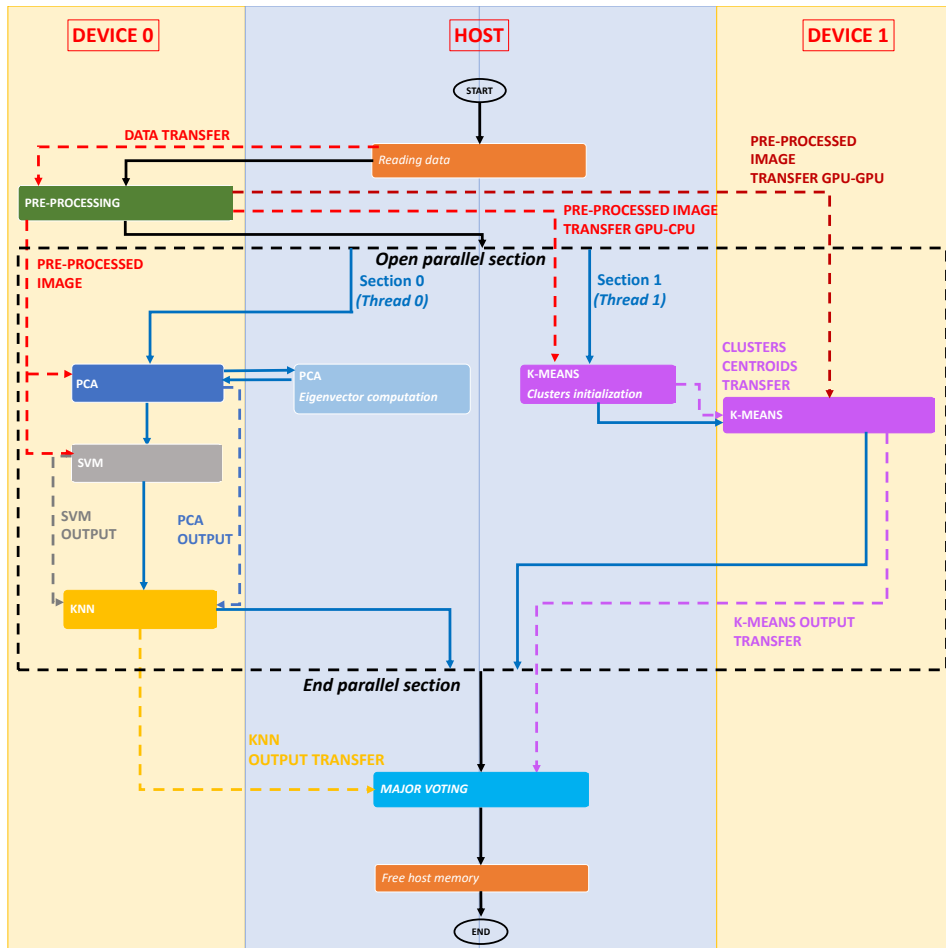 DEVICE 0
HOST
DEVICE 1
START
DATA TRANSFER
Reading data
PRE-PROCESSED
IMAGE
TRANSFER GPU-GPU
PRE-PROCESSING
PRE-PROCESSED IMAGE
TRANSFER GPU-CPU
Open parallel section
PRE-PROCESSED
IMAGE
Section 0
(Thread 0)
Section 1
(Thread 1)
CLUSTERS
CENTROIDS
TRANSFER
PCA
PCA
Eigenvector computation
K-MEANS
Clusters initialization
K-MEANS
SVM
SVM
OUTPUT
PCA
OUTPUT
KNN
K-MEANS OUTPUT
TRANSFER
End parallel section
KNN
OUTPUT TRANSFER
MAJOR VOTING
Free host memory
END